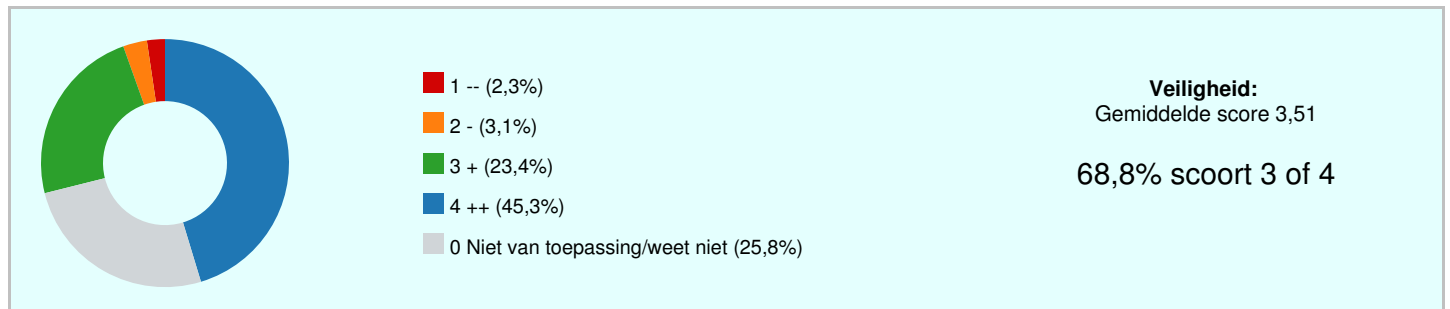 1 -- (2,3%)
2 - (3,1%)
3 + (23,4%)
4 ++ (45,3%)
0 Niet van toepassing/weet niet (25,8%)
Veiligheid:
Gemiddelde score 3,51
68,8% scoort 3 of 4